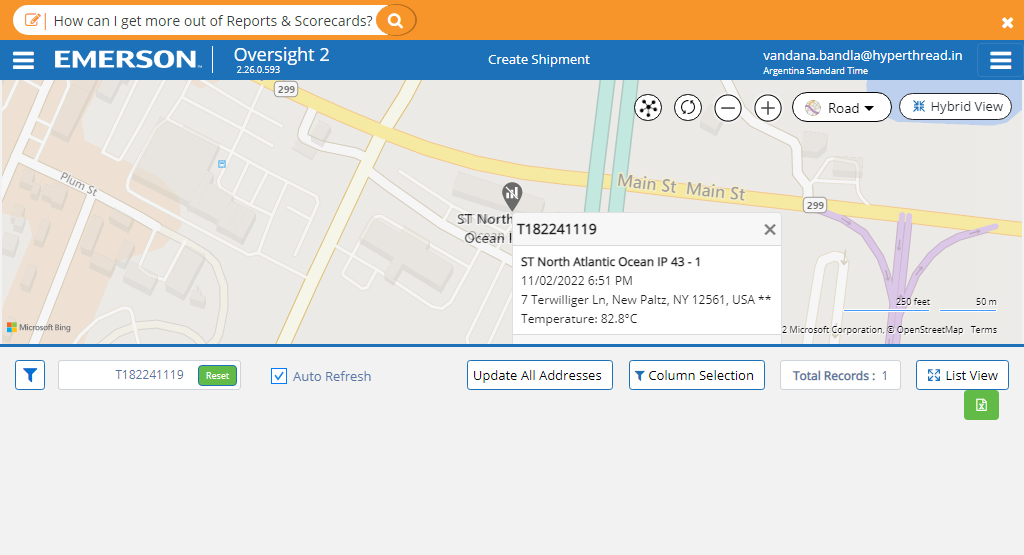 How can I get more out of Reports & Scorecards?
EMERSON
Oversight 2
2.26.0.593
Create Shipment
vandana.bandla@hyperthread.in
Argentina Standard Time
299
Road
Hybrid View
Plum St
Main St Main St
299
ST North
Ocean I
T182241119
ST North Atlantic Ocean IP 43 - 1
11/02/2022 6:51 PM
7 Terwilliger Ln, New Paltz, NY 12561, USA **
Temperature: 82.8°C
250 feet
50 m
Microsoft Bing
2 Microsoft Corporation, © OpenStreetMap Terms
T182241119
Reset
Auto Refresh
Update All Addresses
Column Selection
Total Records : 1
List View